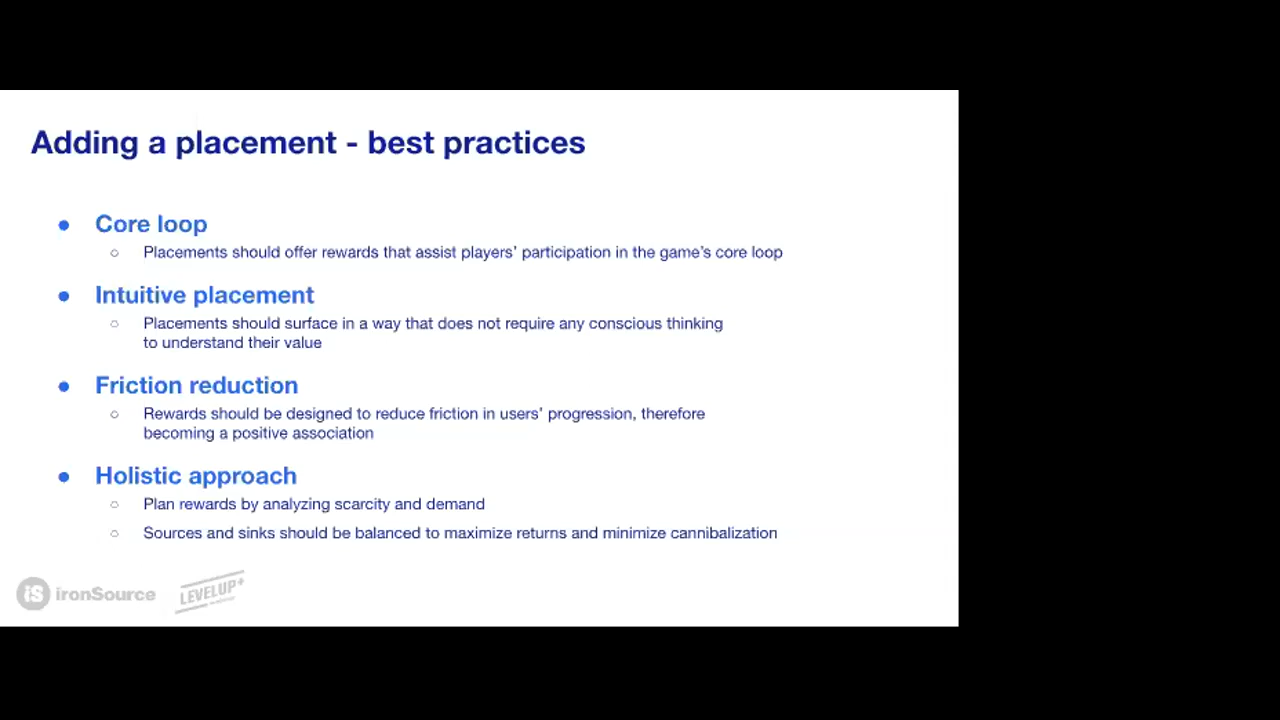 Adding a placement - best practices
● Core loop
○ Placements should offer rewards that assist players’ participation in the game’s core loop
● Intuitive placement
○ Placements should surface in a way that does not require any conscious thinking
to understand their value
● Friction reduction
○ Rewards should be designed to reduce friction in users’ progression, therefore
becoming a positive association
● Holistic approach
○ Plan rewards by analyzing scarcity and demand
○ Sources and sinks should be balanced to maximize returns and minimize cannibalization
iS ironSource
LEVELUP+